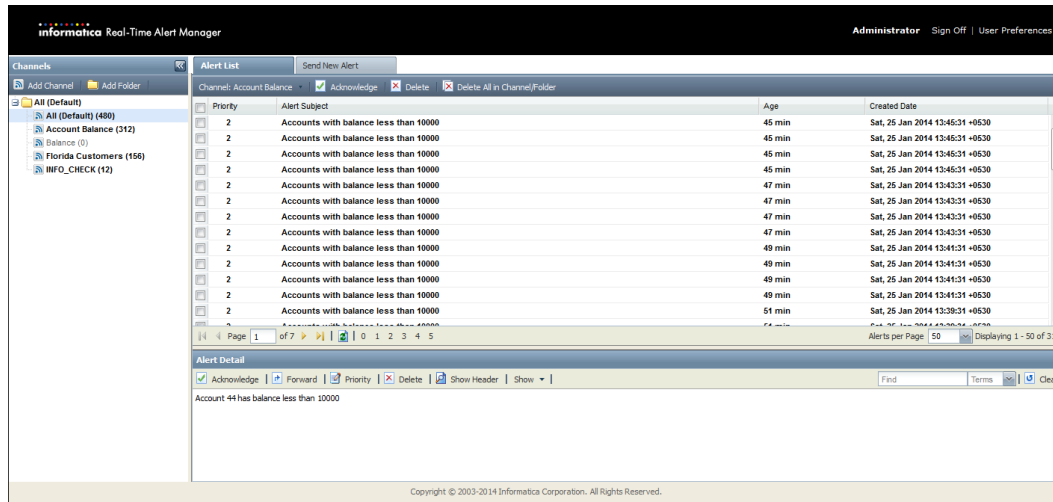 informatica Real-Time Alert Manager
Administrator Sign Off | User Preferences
Channels
Add Channel Add Folder
All (Default)
All (Default) (480)
Account Balance (312)
Balance (0)
Florida Customers (156)
INFO_CHECK (12)
Alert List Send New Alert
Channel: Account Balance Acknowledge Delete Delete All in Channel/Folder
Priority Alert Subject Age Created Date
2 Accounts with balance less than 10000 45 min Sat, 25 Jan 2014 13:45:31 +0530
2 Accounts with balance less than 10000 45 min Sat, 25 Jan 2014 13:45:31 +0530
2 Accounts with balance less than 10000 45 min Sat, 25 Jan 2014 13:45:31 +0530
2 Accounts with balance less than 10000 45 min Sat, 25 Jan 2014 13:45:31 +0530
2 Accounts with balance less than 10000 47 min Sat, 25 Jan 2014 13:43:31 +0530
2 Accounts with balance less than 10000 47 min Sat, 25 Jan 2014 13:43:31 +0530
2 Accounts with balance less than 10000 47 min Sat, 25 Jan 2014 13:43:31 +0530
2 Accounts with balance less than 10000 47 min Sat, 25 Jan 2014 13:43:31 +0530
2 Accounts with balance less than 10000 49 min Sat, 25 Jan 2014 13:41:31 +0530
2 Accounts with balance less than 10000 49 min Sat, 25 Jan 2014 13:41:31 +0530
2 Accounts with balance less than 10000 49 min Sat, 25 Jan 2014 13:41:31 +0530
2 Accounts with balance less than 10000 49 min Sat, 25 Jan 2014 13:41:31 +0530
2 Accounts with balance less than 10000 51 min Sat, 25 Jan 2014 13:39:31 +0530
Page 1 of 7 0 1 2 3 4 5 Alerts per Page 50 Displaying 1 - 50 of
Alert Detail
Acknowledge | Forward | Priority | Delete | Show Header | Show | Find Terms | Clea
Account 44 has balance less than 10000
Copyright © 2003-2014 Informatica Corporation. All Rights Reserved.